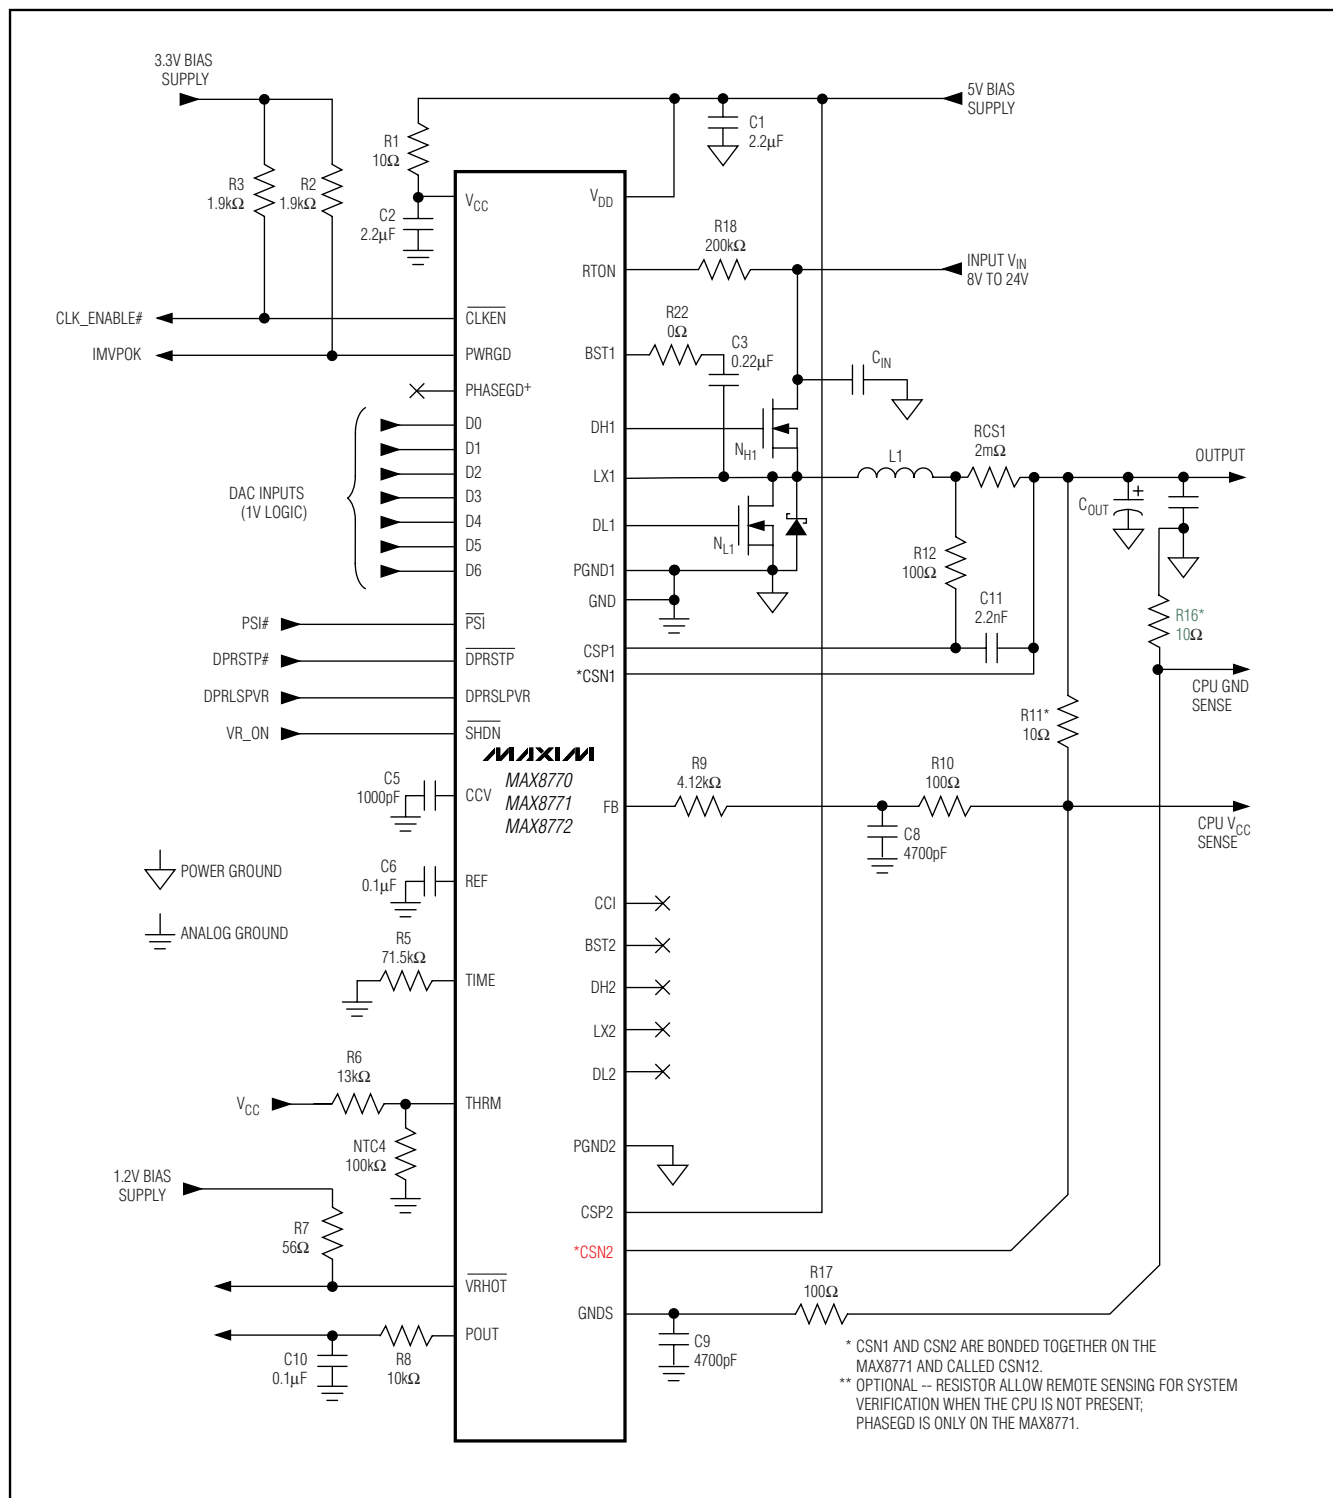 3.3V BIAS
SUPPLY
5V BIAS
SUPPLY
C1
2.2µF
R1
10Ω
R3
1.9kΩ
R2
1.9kΩ
C2
2.2µF
VCC
VDD
R18
200kΩ
RTON
INPUT VIN
8V TO 24V
CLK_ENABLE#
CLKEN
R22
0Ω
C3
0.22µF
IMVPOK
PWRGD
BST1
CIN
PHASEGD+
D0
D1
D2
D3
D4
D5
D6
DAC INPUTS
(1V LOGIC)
DH1
NH1
LX1
L1
RCS1
2mΩ
OUTPUT
COUT
+
DL1
NL1
R12
100Ω
PGND1
GND
C11
2.2nF
R16*
10Ω
PSI#
PSI
CSP1
DPRSTP#
DPRSTP
*CSN1
CPU GND
SENSE
DPRLSPVR
DPRSLPVR
R11*
10Ω
VR_ON
SHDN
MAXIM
MAX8770
MAX8771
MAX8772
C5
1000pF
CCV
FB
R9
4.12kΩ
R10
100Ω
C8
4700pF
CPU VCC
SENSE
POWER GROUND
C6
0.1µF
REF
ANALOG GROUND
CCI
BST2
R5
71.5kΩ
TIME
DH2
LX2
DL2
R6
13kΩ
VCC
THRM
NTC4
100kΩ
PGND2
1.2V BIAS
SUPPLY
R7
56Ω
CSP2
*CSN2
VRHOT
R17
100Ω
GNDS
C9
4700pF
POUT
R8
10kΩ
C10
0.1µF
* CSN1 AND CSN2 ARE BONDED TOGETHER ON THE
MAX8771 AND CALLED CSN12.
** OPTIONAL -- RESISTOR ALLOW REMOTE SENSING FOR SYSTEM
VERIFICATION WHEN THE CPU IS NOT PRESENT;
PHASEGD IS ONLY ON THE MAX8771.